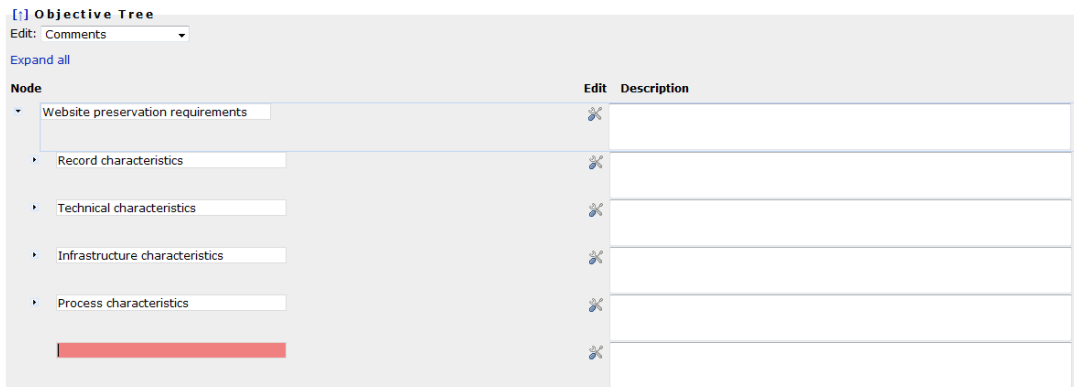 [↑] Objective Tree
Edit: Comments
Expand all
Node Edit Description
Website preservation requirements
Record characteristics
Technical characteristics
Infrastructure characteristics
Process characteristics